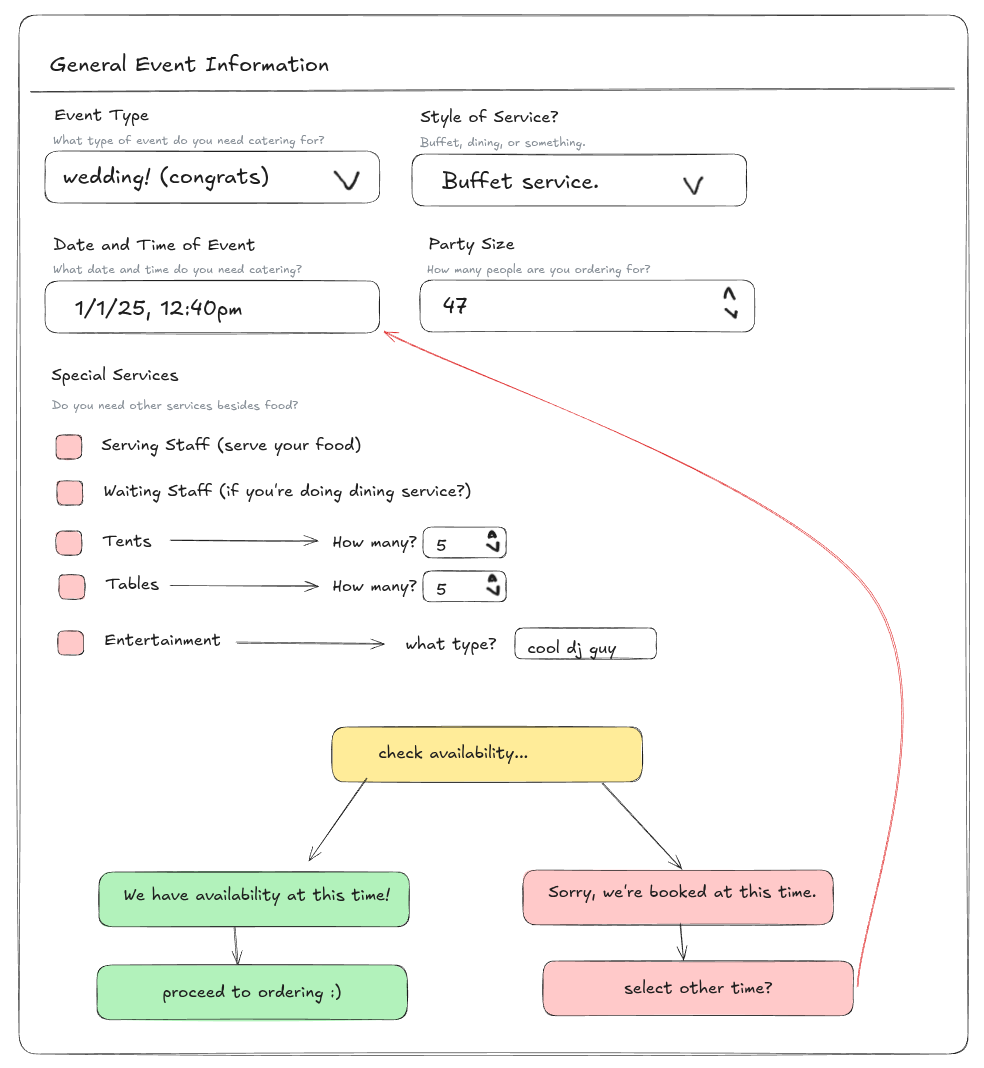 General Event Information
Event Type
What type of event do you need catering for?
wedding! (congrats)
Style of Service?
Buffet, dining, or something.
Buffet service.
Date and Time of Event
What date and time do you need catering?
1/1/25, 12:40pm
Party Size
How many people are you ordering for?
47
Special Services
Do you need other services besides food?
Serving Staff (serve your food)
Waiting Staff (if you're doing dining service?)
Tents How many? 5
Tables How many? 5
Entertainment what type? cool dj guy
check availability...
We have availability at this time!
Sorry, we're booked at this time.
proceed to ordering :)
select other time?